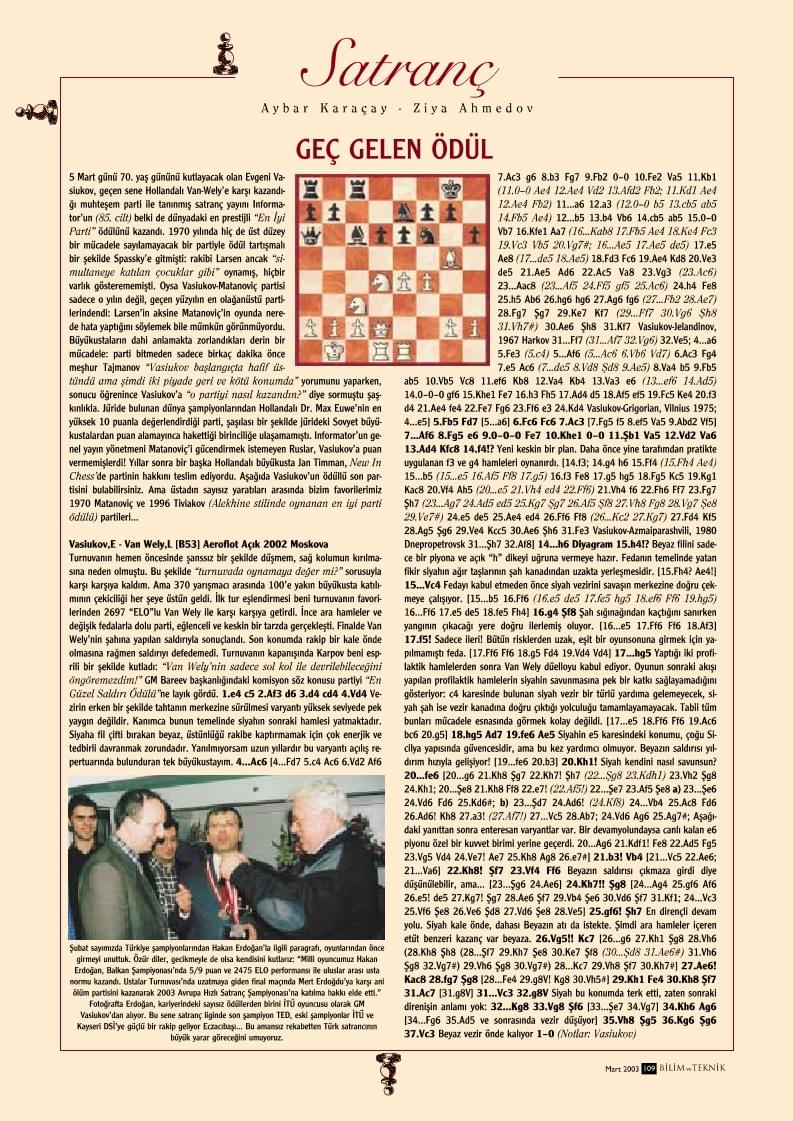 Satranç
Aybar Karaçay - Ziya Ahmedov
GEÇ GELEN ÖDÜL
5 Mart günü 70. yaş gününü kutlayacak olan Evgeni Va-
siukov, geçen sene Hollandalı Van-Wely'e karşı kazandı-
ğı muhteşem parti ile tanınmış satranç yayını Informa-
tor'un (85. cilt) belki de dünyadaki en prestijli "En İyi
Parti" ödülünü kazandı. 1970 yılında hiç de üst düzey
bir mücadele sayılamayacak bir partiyle ödül tartışmalı
bir şekilde Spassky'e gitmişti: rakibi Larsen ancak "si-
multaneye katılan çocuklar gibi" oynamış, hiçbir
varlık gösterememişti. Oysa Vasiukov-Matanoviç partisi
sadece o yılın değil, geçen yüzyılın en olağanüstü parti-
lerindendi: Larsen'in aksine Matanoviç'in oyunda nere-
de hata yaptığını söylemek bile mümkün görünmüyordu.
Büyükustaların dahi anlamakta zorlandıkları derin bir
mücadele: parti bitmeden sadece birkaç dakika önce
meşhur Tajmanov "Vasiukov başlangıçta hafif üs-
tündü ama şimdi iki piyade geri ve kötü konumda" yorumunu yaparken,
sonucu öğrenince Vasiukov'a "o partiyi nasıl kazandın?" diye sormuştu şaş-
kınlıkla. Jüride bulunan dünya şampiyonlarından Hollandalı Dr. Max Euwe'nin en
yüksek 10 puanla değerlendirdiği parti, şaşılası bir şekilde jürideki Sovyet büyü-
kustalardan puan alamayınca hakettiği birinciliğe ulaşamamıştı. Informator'un ge-
nel yayın yönetmeni Matanoviç'i gücendirmek istemeyen Ruslar, Vasiukov'a puan
vermemişlerdi! Yıllar sonra bir başka Hollandalı büyükusta Jan Timman, New In
Chess'de partinin hakkını teslim ediyordu. Aşağıda Vasiukov'un ödüllü son par-
tisini bulabilirsiniz. Ama üstadın sayısız yaratıları arasında bizim favorilerimiz
1970 Matanoviç ve 1996 Tiviakov (Alekhine stilinde oynanan en iyi parti
ödülü) partileri...
Vasiukov,E - Van Wely,L [B53] Aeroflot Açık 2002 Moskova
Turnuvanın hemen öncesinde şanssız bir şekilde düşmem, sağ kolumun kırılma-
sına neden olmuştu. Bu şekilde "turnuvada oynamaya değer mi?" sorusuyla
karşı karşıya kaldım. Ama 370 yarışmacı arasında 100'e yakın büyükusta katılı-
mının çekiciliği her şeye üstün geldi. İlk tur eşlendirmesi beni turnuvanın favori-
lerinden 2697 "ELO"lu Van Wely ile karşı karşıya getirdi. İnce ara hamleler ve
değişik fedalarla dolu parti, eğlenceli ve keskin bir tarzda gerçekleşti. Finalde Van
Wely'nin şahına yapılan saldırıyla sonuçlandı. Son konumda rakip bir kale önde
olmasına rağmen saldırıyı defedemedi. Turnuvanın kapanışında Karpov beni esp-
rili bir şekilde kutladı: "Van Wely'nin sadece sol kol ile devrilebileceğini
öngöremezdim!" GM Bareev başkanlığındaki komisyon söz konusu partiyi "En
Güzel Saldırı Ödülü"ne layık gördü. 1.e4 c5 2.Af3 d6 3.d4 cd4 4.Vd4 Ve-
zirin erken bir şekilde tahtanın merkezine sürülmesi varyantı yüksek seviyede pek
yaygın değildir. Kanımca bunun temelinde siyahın sonraki hamlesi yatmaktadır.
Siyaha fil çifti bırakan beyaz, üstünlüğü rakibe kaptırmamak için çok enerjik ve
tedbirli davranmak zorundadır. Yanılmıyorsam uzun yıllardır bu varyantı açılış re-
pertuarında bulunduran tek büyükustayım. 4...Ac6 [4...Fd7 5.c4 Ac6 6.Vd2 Af6
Şubat sayımızda Türkiye şampiyonlarından Hakan Erdoğan'la ilgili paragrafı, oyunlarından önce
girmeyi unuttuk. Özür diler, gecikmeyle de olsa kendisini kutlarız: "Milli oyuncumuz Hakan
Erdoğan, Balkan Şampiyonası'nda 5/9 puan ve 2475 ELO performansı ile uluslar arası usta
normu kazandı. Ustalar Turnuvası'nda uzatmaya giden final maçında Mert Erdoğdu'ya karşı ani
ölüm partisini kazanarak 2003 Avrupa Hızlı Satranç Şampiyonası'na katılma hakkı elde etti."
Fotoğrafta Erdoğan, kariyerindeki sayısız ödüllerden birini İTÜ oyuncusu olarak GM
Vasiukov'dan alıyor. Bu sene satranç liginde son şampiyon TED, eski şampiyonlar İTÜ ve
Kayseri DSİ'ye güçlü bir rakip geliyor Eczacıbaşı... Bu amansız rekabetten Türk satrancının
büyük yarar göreceğini umuyoruz.
7.Ac3 g6 8.b3 Fg7 9.Fb2 0-0 10.Fe2 Va5 11.Kb1
(11.0-0 Ae4 12.Ae4 Vd2 13.Afd2 Fb2; 11.Kd1 Ae4
12.Ae4 Fb2) 11...a6 12.a3 (12.0-0 b5 13.cb5 ab5
14.Fb5 Ae4) 12...b5 13.b4 Vb6 14.cb5 ab5 15.0-0
Vb7 16.Kfe1 Aa7 (16...Kab8 17.Fb5 Ae4 18.Ke4 Fc3
19.Vc3 Vb5 20.Vg7#; 16...Ae5 17.Ae5 de5) 17.e5
Ae8 (17...de5 18.Ae5) 18.Fd3 Fc6 19.Ae4 Kd8 20.Ve3
de5 21.Ae5 Ad6 22.Ac5 Va8 23.Vg3 (23.Ac6)
23...Aac8 (23...Af5 24.Ff5 gf5 25.Ac6) 24.h4 Fe8
25.h5 Ab6 26.hg6 hg6 27.Ag6 fg6 (27...Fb2 28.Ae7)
28.Fg7 Şg7 29.Ke7 Kf7 (29...Ff7 30.Vg6 Şh8
31.Vh7#) 30.Ae6 Şh8 31.Kf7 Vasiukov-Jelandinov,
1967 Harkov 31...Ff7 (31...Af7 32.Vg6) 32.Ve5; 4...a6
5.Fe3 (5.c4) 5...Af6 (5...Ac6 6.Vb6 Vd7) 6.Ac3 Fg4
7.e5 Ac6 (7...de5 8.Vd8 Şd8 9.Ae5) 8.Va4 b5 9.Fb5
ab5 10.Vb5 Vc8 11.ef6 Kb8 12.Va4 Kb4 13.Va3 e6 (13...ef6 14.Ad5)
14.0-0-0 gf6 15.Khe1 Fe7 16.h3 Fh5 17.Ad4 d5 18.Af5 ef5 19.Fc5 Ke4 20.f3
d4 21.Ae4 fe4 22.Fe7 Fg6 23.Ff6 e3 24.Kd4 Vasiukov-Grigorian, Vilnius 1975;
4...e5] 5.Fb5 Fd7 [5...a6] 6.Fc6 Fc6 7.Ac3 [7.Fg5 f5 8.ef5 Va5 9.Abd2 Vf5]
7...Af6 8.Fg5 e6 9.0-0-0 Fe7 10.Khe1 0-0 11.Şb1 Va5 12.Vd2 Va6
13.Ad4 Kfc8 14.f4!? Yeni keskin bir plan. Daha önce yine tarafımdan pratikte
uygulanan f3 ve g4 hamleleri oynanırdı. [14.f3; 14.g4 h6 15.Ff4 (15.Fh4 Ae4)
15...b5 (15...e5 16.Af5 Ff8 17.g5) 16.f3 Fe8 17.g5 hg5 18.Fg5 Kc5 19.Kg1
Kac8 20.Vf4 Ah5 (20...e5 21.Vh4 ed4 22.Ff6) 21.Vh4 f6 22.Fh6 Ff7 23.Fg7
Şh7 (23...Ag7 24.Ad5 ed5 25.Kg7 Şg7 26.Af5 Şf8 27.Vh8 Fg8 28.Vg7 Şe8
29.Ve7#) 24.e5 de5 25.Ae4 ed4 26.Ff6 Ff8 (26...Kc2 27.Kg7) 27.Fd4 Kf5
28.Ag5 Şg6 29.Ve4 Kcc5 30.Ae6 Şh6 31.Fe3 Vasiukov-Azmaiparashvili, 1980
Dnepropetrovsk 31...Şh7 32.Af8] 14...h6 Diyagram 15.h4!? Beyaz filini sade-
ce bir piyona ve açık "h" dikeyi uğruna vermeye hazır. Fedanın temelinde yatan
fikir siyahın ağır taşlarının şah kanadından uzakta yerleşmesidir. [15.Fh4? Ae4!]
15...Vc4 Fedayı kabul etmeden önce siyah vezirini savaşın merkezine doğru çek-
meye çalışıyor. [15...b5 16.Ff6 (16.e5 de5 17.fe5 hg5 18.ef6 Ff6 19.hg5)
16...Ff6 17.e5 de5 18.fe5 Fh4] 16.g4 Şf8 Şah sığınağından kaçtığını sanırken
yangının çıkacağı yere doğru ilerlemiş oluyor. [16...e5 17.Ff6 Ff6 18.Af3]
17.f5! Sadece ileri! Bütün risklerden uzak, eşit bir oyunsonuna girmek için ya-
pılmamıştı feda. [17.Ff6 Ff6 18.g5 Fd4 19.Vd4 Vd4] 17...hg5 Yaptığı iki profi-
laktik hamlelerden sonra Van Wely düelloyu kabul ediyor. Oyunun sonraki akışı
yapılan profilaktik hamlelerin siyahın savunmasına pek bir katkı sağlayamadığını
gösteriyor: c4 karesinde bulunan siyah vezir bir türlü yardıma gelemeyecek, si-
yah şah ise vezir kanadına doğru çıktığı yolculuğu tamamlayamayacak. Tabii tüm
bunları mücadele esnasında görmek kolay değildi. [17...e5 18.Ff6 Ff6 19.Ac6
bc6 20.g5] 18.hg5 Ad7 19.fe6 Ae5 Siyahın e5 karesindeki konumu, çoğu Si-
cilya yapısında güvencesidir, ama bu kez yardımcı olmuyor. Beyazın saldırısı yıl-
dırım hızıyla gelişiyor! [19...fe6 20.b3] 20.Kh1! Siyah kendini nasıl savunsun?
20...fe6 [20...g6 21.Kh8 Şg7 22.Kh7! Şh7 (22...Şg8 23.Kdh1) 23.Vh2 Şg8
24.Kh1; 20...Şe8 21.Kh8 Ff8 22.e7! (22.Af5!) 22...Şe7 23.Af5 Şe8 a) 23...Şe6
24.Vd6 Fd6 25.Kd6#; b) 23...Şd7 24.Ad6! (24.Kf8) 24...Vb4 25.Ac8 Fd6
26.Ad6! Kh8 27.a3! (27.Af7!) 27...Vc5 28.Ab7; 24.Vd6 Ag6 25.Ag7#; Aşağı-
daki yanıttan sonra enteresan varyantlar var. Bir devamyolundaysa canlı kalan e6
piyonu özel bir kuvvet birimi yerine geçerdi. 20...Ag6 21.Kdf1! Fe8 22.Ad5 Fg5
23.Vg5 Vd4 24.Ve7! Ae7 25.Kh8 Ag8 26.e7#] 21.b3! Vb4 [21...Vc5 22.Ae6;
21...Va6] 22.Kh8! Şf7 23.Vf4 Ff6 Beyazın saldırısı çıkmaza girdi diye
düşünülebilir, ama... [23...Şg6 24.Ae6] 24.Kh7!! Şg8 [24...Ag4 25.gf6 Af6
26.e5! de5 27.Kg7! Şg7 28.Ae6 Şf7 29.Vb4 Şe6 30.Vd6 Şf7 31.Kf1; 24...Vc3
25.Vf6 Şe8 26.Ve6 Şd8 27.Vd6 Şe8 28.Ve5] 25.gf6! Şh7 En dirençli devam
yolu. Siyah kale önde, dahası Beyazın atı da istekte. Şimdi ara hamleler içeren
etüt benzeri kazanç var beyaza. 26.Vg5!! Kc7 [26...g6 27.Kh1 Şg8 28.Vh6
(28.Kh8 Şh8 (28...Şf7 29.Kh7 Şe8 30.Ke7 Şf8 (30...Şd8 31.Ae6#) 31.Vh6
Şg8 32.Vg7#) 29.Vh6 Şg8 30.Vg7#) 28...Kc7 29.Vh8 Şf7 30.Kh7#] 27.Ae6!
Kac8 28.fg7 Şg8 [28...Fe4 29.g8V! Kg8 30.Vh5#] 29.Kh1 Fe4 30.Kh8 Şf7
31.Ac7 [31.g8V] 31...Vc3 32.g8V Siyah bu konumda terk etti, zaten sonraki
direnişin anlamı yok: 32...Kg8 33.Vg8 Şf6 [33...Şe7 34.Vg7] 34.Kh6 Ag6
[34...Fg6 35.Ad5 ve sonrasında vezir düşüyor] 35.Vh8 Şg5 36.Kg6 Şg6
37.Vc3 Beyaz vezir önde kalıyor 1-0 (Notlar: Vasiukov)
Mart 2003 109 BİLİM ve TEKNİK